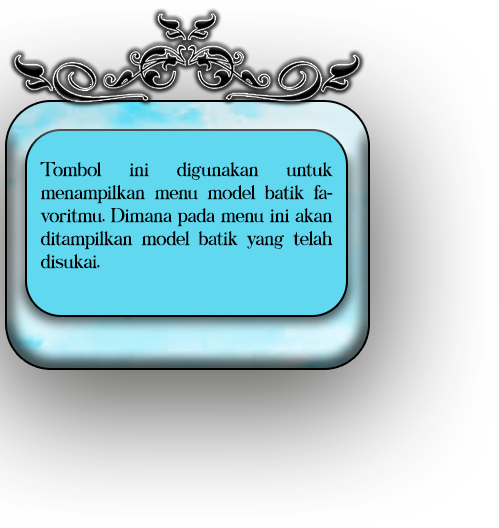 Tombol ini digunakan untuk
menampilkan menu model batik fa-
voritmu. Dimana pada menu ini akan
ditampilkan model batik yang telah
disukai.